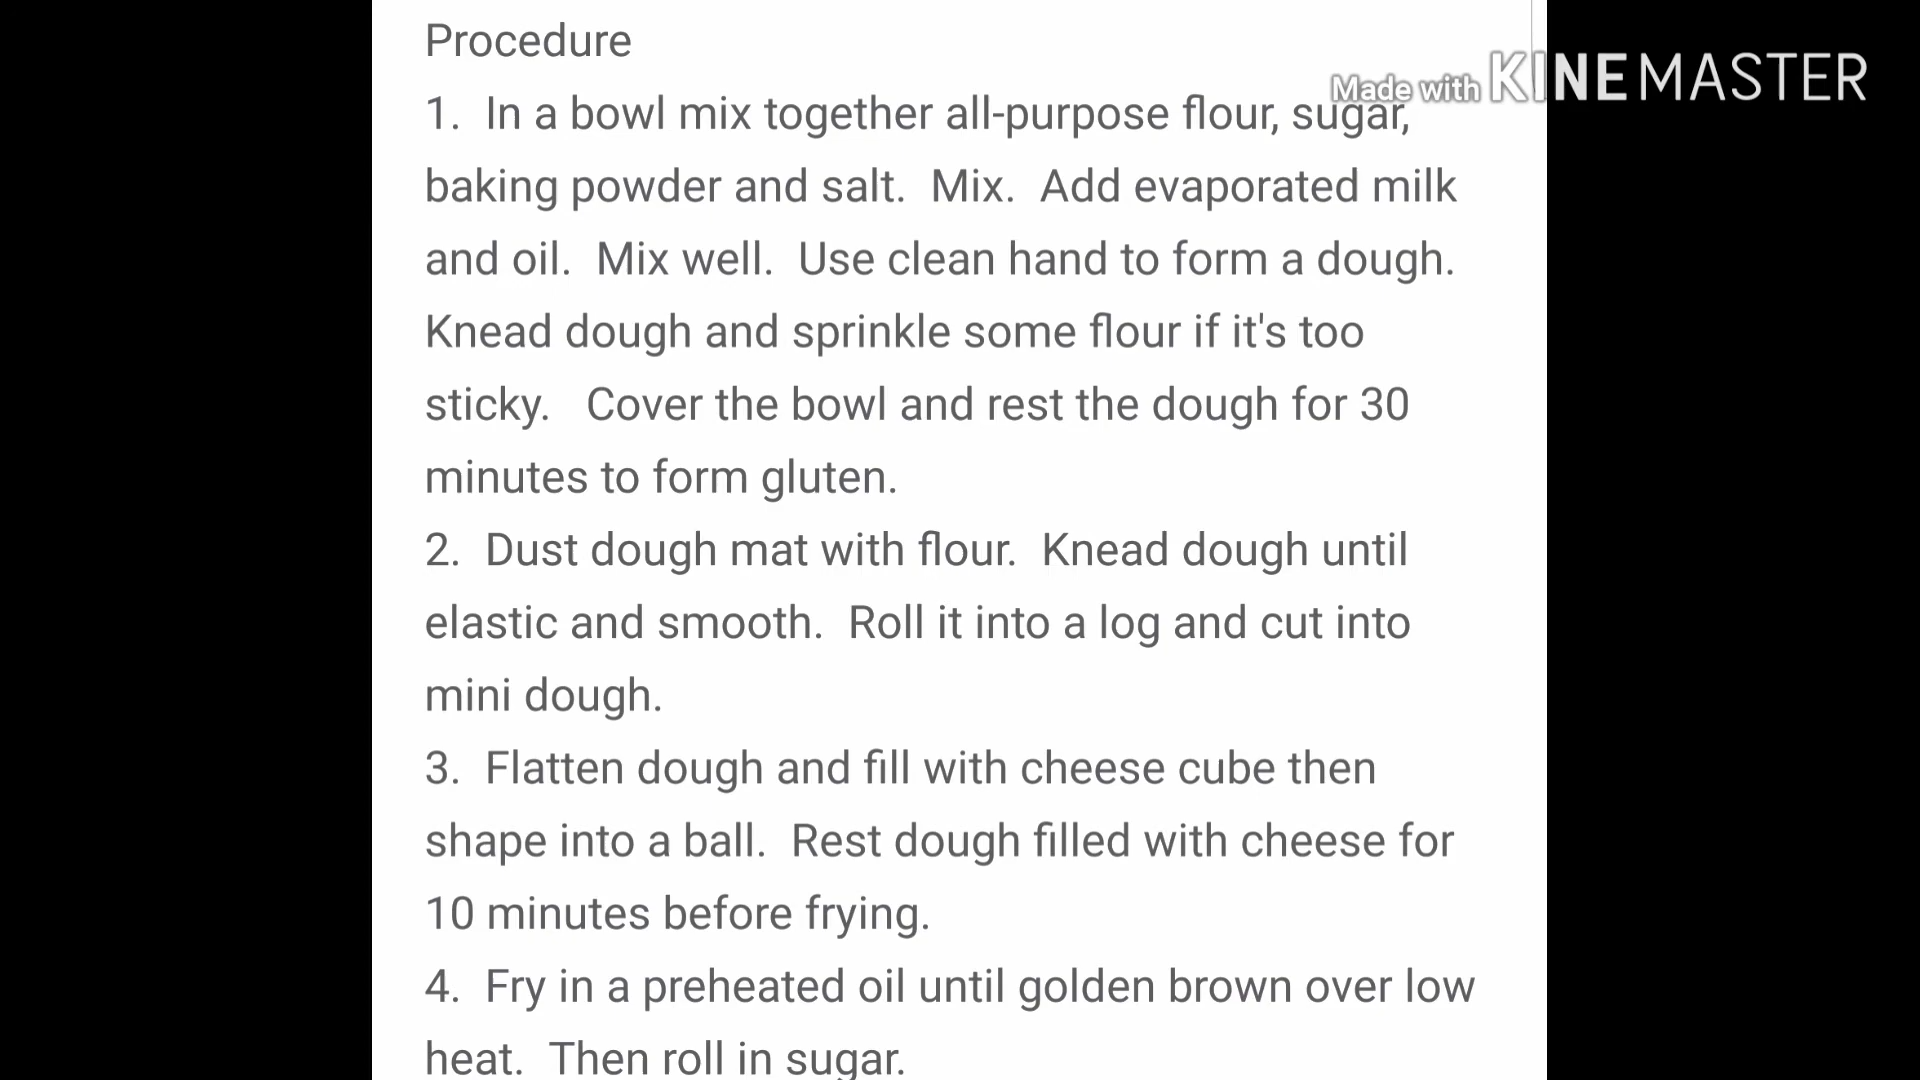 Procedure
Made with KINEMASTER
1.  In a bowl mix together all-purpose flour, sugar,
baking powder and salt.  Mix.  Add evaporated milk
and oil.  Mix well.  Use clean hand to form a dough.
Knead dough and sprinkle some flour if it's too
sticky.   Cover the bowl and rest the dough for 30
minutes to form gluten.
2.  Dust dough mat with flour.  Knead dough until
elastic and smooth.  Roll it into a log and cut into
mini dough.
3.  Flatten dough and fill with cheese cube then
shape into a ball.  Rest dough filled with cheese for
10 minutes before frying.
4.  Fry in a preheated oil until golden brown over low
heat.  Then roll in sugar.